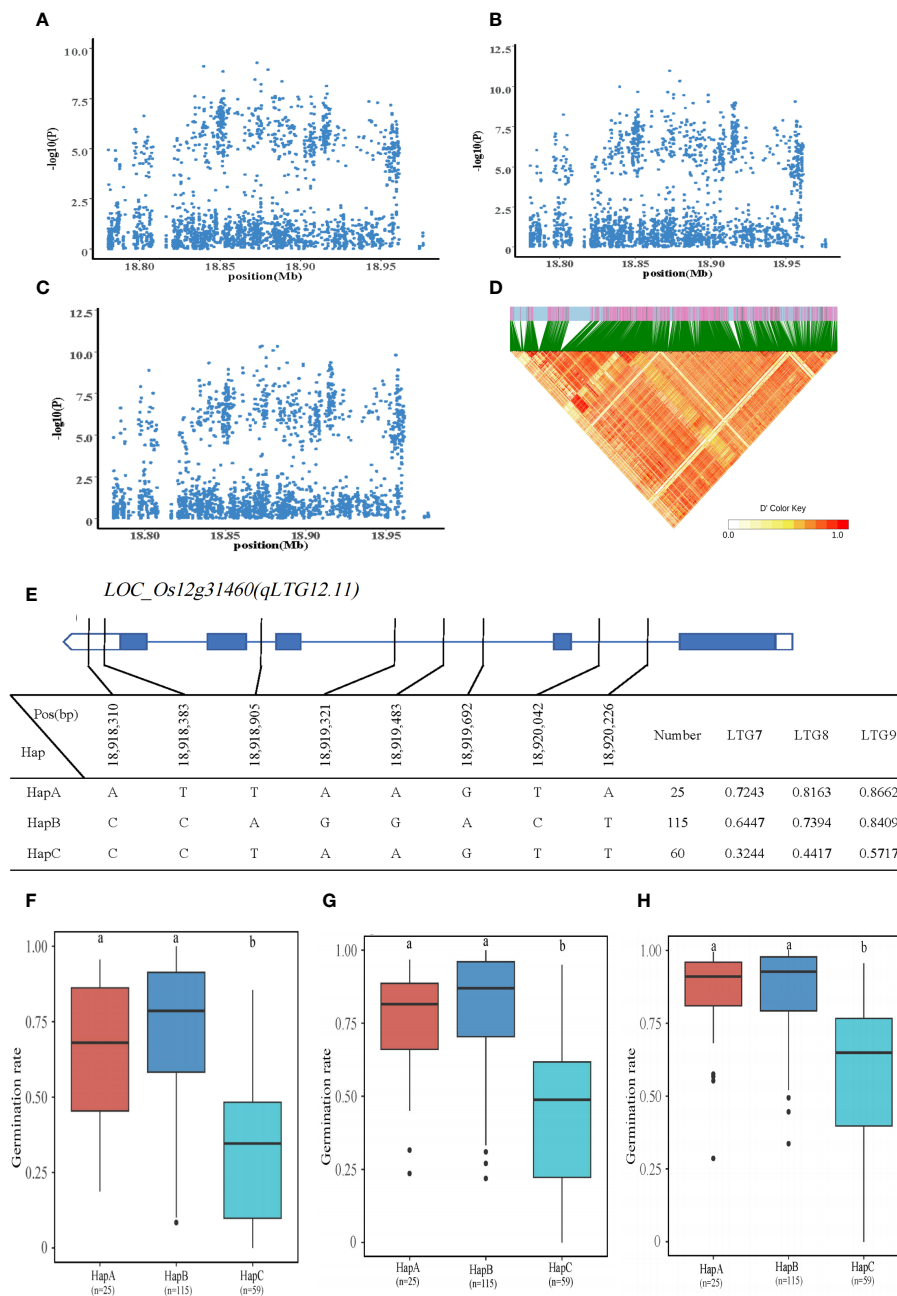 A
10.0
7.5
5.0
2.5
0
-log10(P)
18.80 18.85 18.90 18.95
position(Mb)
B
12.5
10.0
7.5
5.0
2.5
0
-log10(P)
18.80 18.85 18.90 18.95
position(Mb)
C
12.5
10.0
7.5
5.0
2.5
0
-log10(P)
18.80 18.85 18.90 18.95
position(Mb)
D
D' Color Key
0.0 1.0
E
LOC_Os12g31460(qLTG12.11)
Pos(bp) 18,918,310 18,918,383 18,918,905 18,919,321 18,919,483 18,919,692 18,920,042 18,920,226 Number LTG7 LTG8 LTG9
Hap
HapA A T T A A G T A 25 0.7243 0.8163 0.8662
HapB C C A G G A C T 115 0.6447 0.7394 0.8409
HapC C C T A A G T T 60 0.3244 0.4417 0.5717
F
a a b
1.00
0.75
0.50
0.25
0
Germination rate
HapA HapB HapC
(n=25) (n=115) (n=59)
G
a a b
1.00
0.75
0.50
0.25
0
Germination rate
HapA HapB HapC
(n=25) (n=115) (n=59)
H
a a b
1.00
0.75
0.50
0.25
0
Germination rate
HapA HapB HapC
(n=25) (n=115) (n=59)